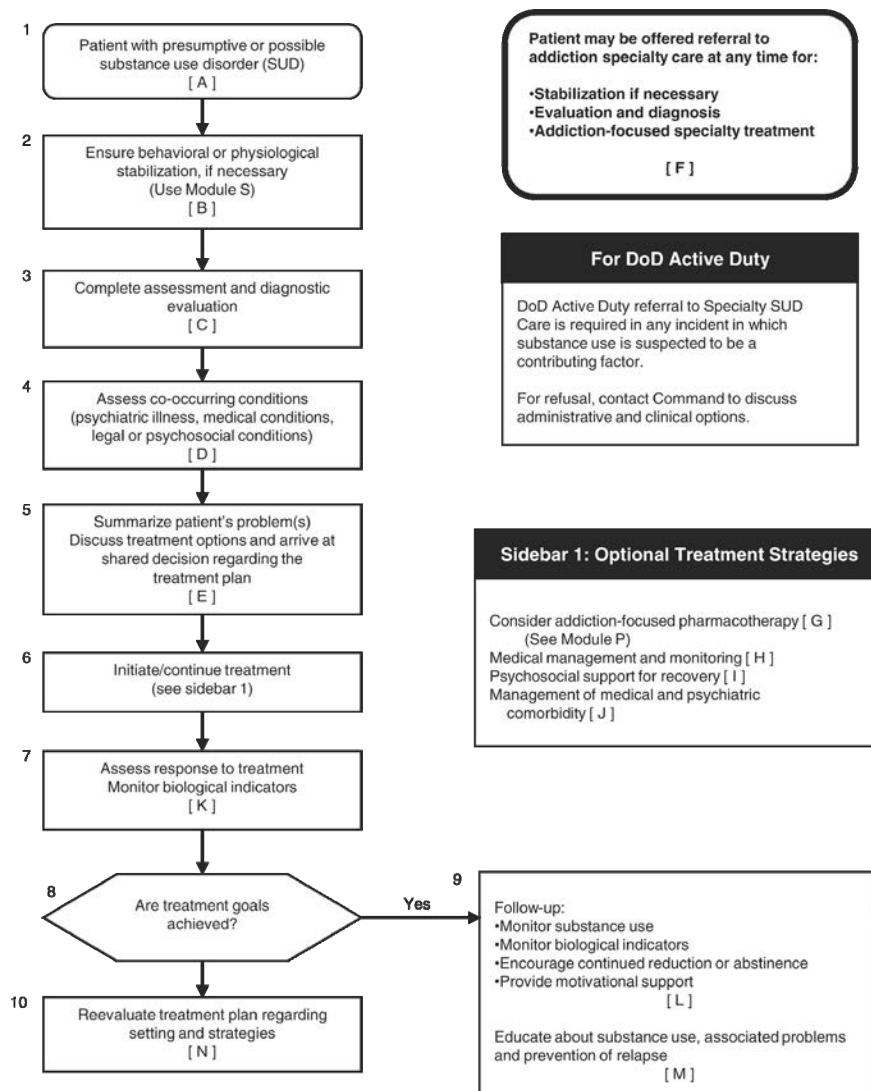 1
Patient with presumptive or possible
substance use disorder (SUD)
[ A ]
2
Ensure behavioral or physiological
stabilization, if necessary
(Use Module S)
[ B ]
3
Complete assessment and diagnostic
evaluation
[ C ]
4
Assess co-occurring conditions
(psychiatric illness, medical conditions,
legal or psychosocial conditions)
[ D ]
5
Summarize patient's problem(s)
Discuss treatment options and arrive at
shared decision regarding the
treatment plan
[ E ]
6
Initiate/continue treatment
(see sidebar 1)
7
Assess response to treatment
Monitor biological indicators
[ K ]
8
Are treatment goals
achieved?
Yes
9
Follow-up:
•Monitor substance use
•Monitor biological indicators
•Encourage continued reduction or abstinence
•Provide motivational support
[ L ]
Educate about substance use, associated problems
and prevention of relapse
[ M ]
10
Reevaluate treatment plan regarding
setting and strategies
[ N ]
Patient may be offered referral to
addiction specialty care at any time for:
•Stabilization if necessary
•Evaluation and diagnosis
•Addiction-focused specialty treatment
[ F ]
For DoD Active Duty
DoD Active Duty referral to Specialty SUD
Care is required in any incident in which
substance use is suspected to be a
contributing factor.
For refusal, contact Command to discuss
administrative and clinical options.
Sidebar 1: Optional Treatment Strategies
Consider addiction-focused pharmacotherapy [ G ]
(See Module P)
Medical management and monitoring [ H ]
Psychosocial support for recovery [ I ]
Management of medical and psychiatric
comorbidity [ J ]